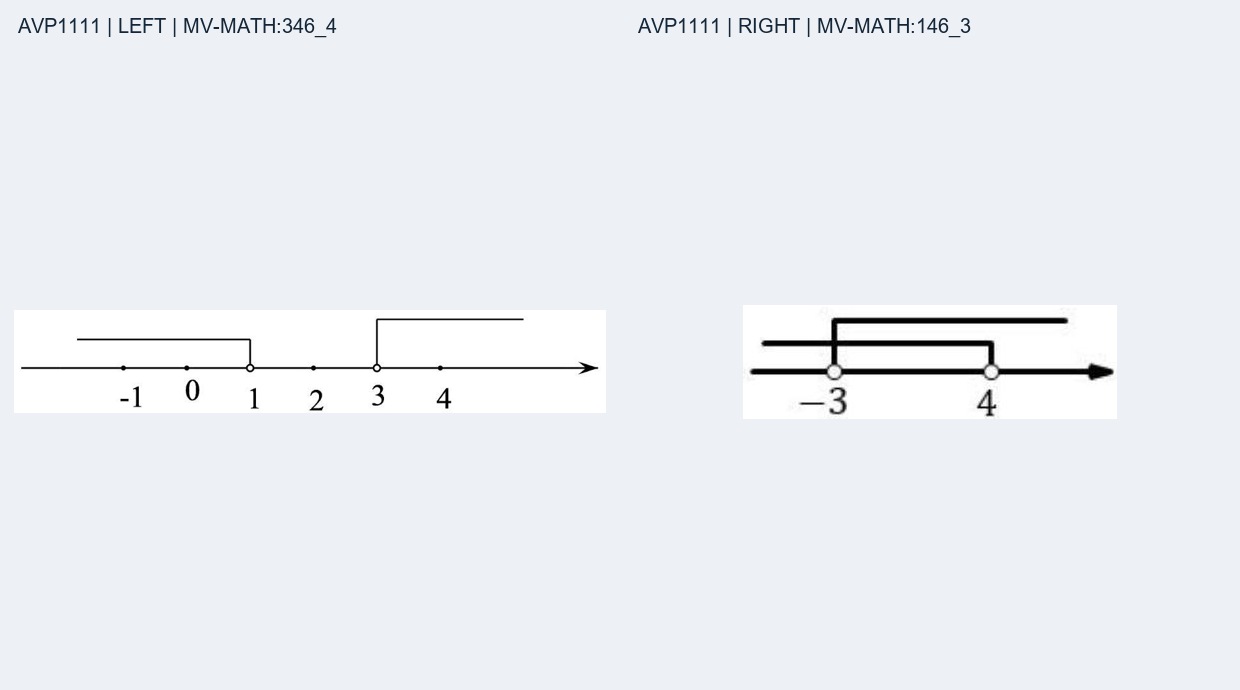 AVP1111 | LEFT | MV-MATH:346_4
AVP1111 | RIGHT | MV-MATH:146_3
-1 0 1 2 3 4
−3 4